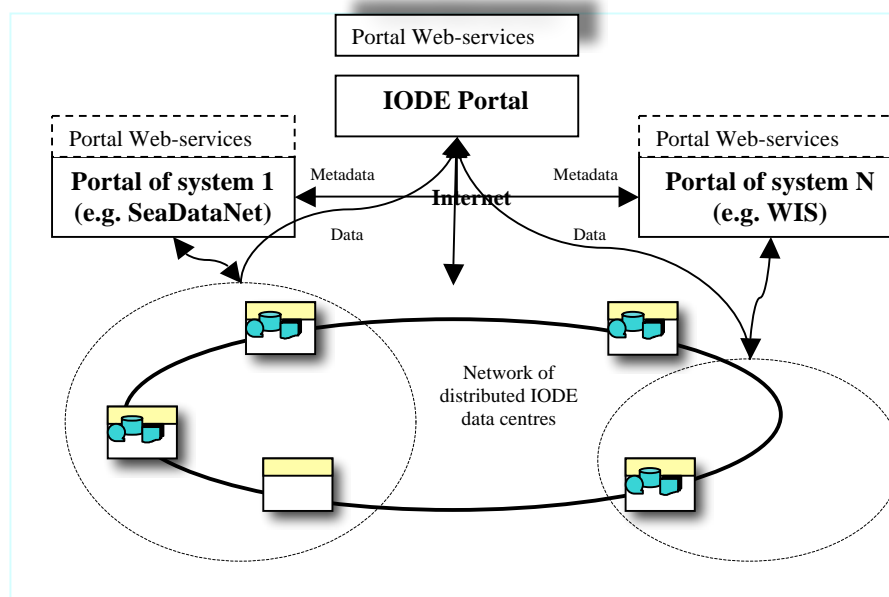 Portal Web-services
IODE Portal
Portal Web-services
Portal of system 1
(e.g. SeaDataNet)
Portal Web-services
Portal of system N
(e.g. WIS)
Metadata
Metadata
Internet
Data
Data
Network of
distributed IODE
data centres